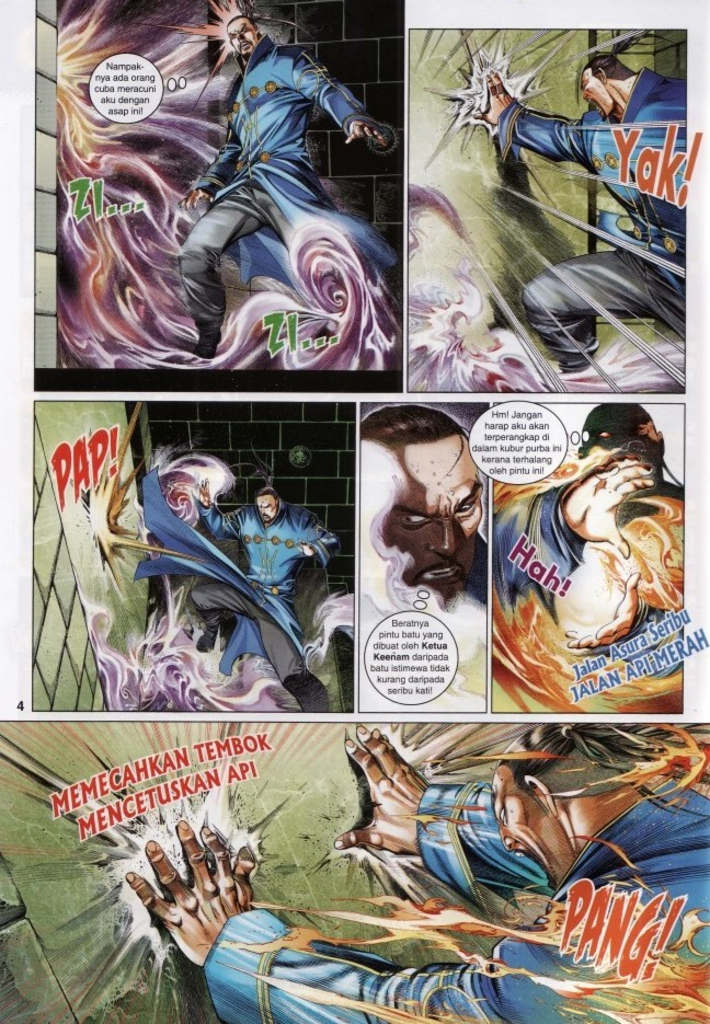 Nampak-
nya ada orang
cuba meracuni
aku dengan
asap ini!
ZI...
ZI...
Yak!
PAP!
Beratnya
pintu batu yang
dibuat oleh Ketua
Keenam daripada
batu istimewa tidak
kurang daripada
seribu kati!
Hm! Jangan
harap aku akan
terperangkap di
dalam kubur purba ini
kerana terhalang
oleh pintu ini!
Hah!
Jalan Asura Seribu
JALAN API MERAH
4
MEMECAHKAN TEMBOK
MENCETUSKAN API
PANG!